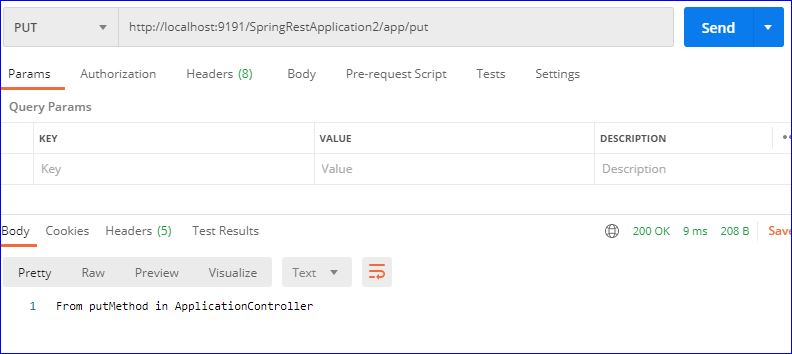 PUT http://localhost:9191/SpringRestApplication2/app/put Send
Params Authorization Headers (8) Body Pre-request Script Tests Settings
Query Params
KEY VALUE DESCRIPTION
Key Value Description
Body Cookies Headers (5) Test Results 200 OK 9 ms 208 B Save
Pretty Raw Preview Visualize Text
1 From putMethod in ApplicationController